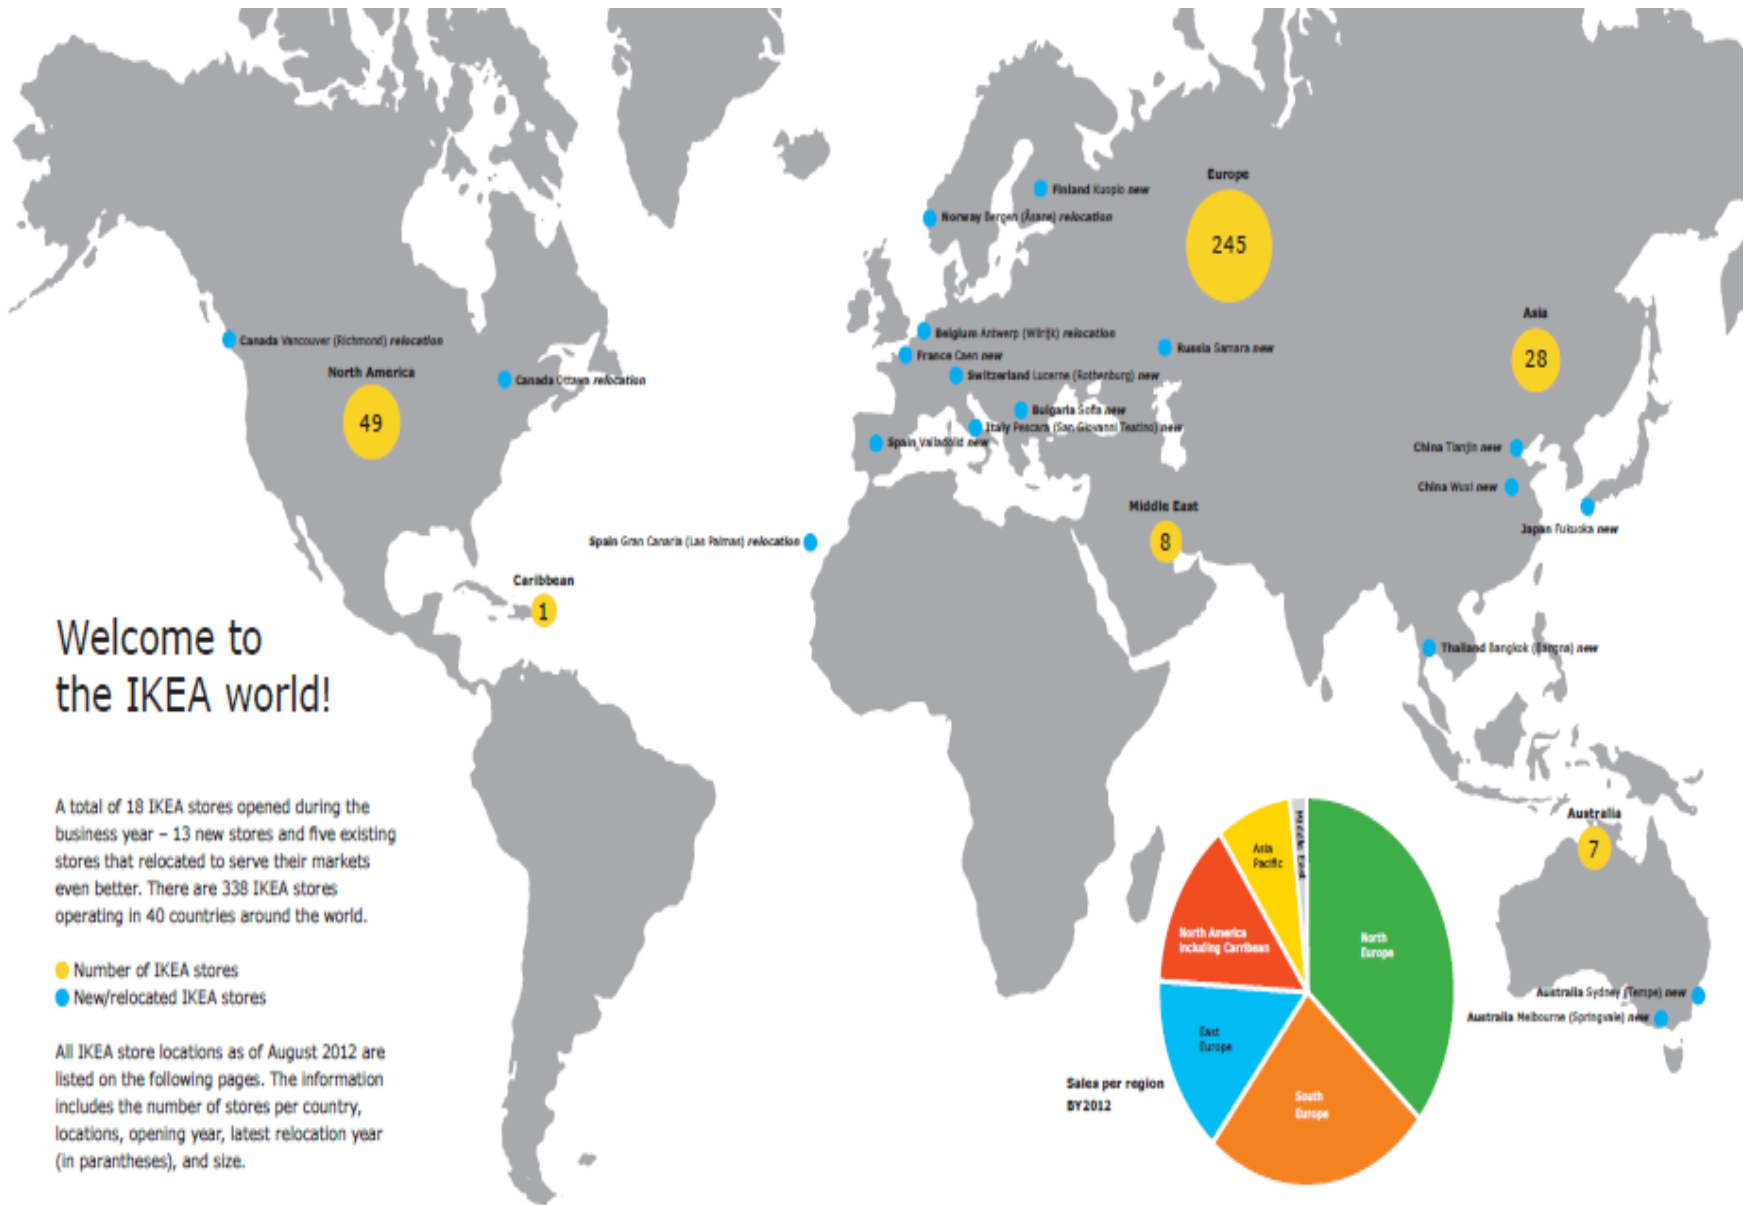 Europe
Finland Kuopio new
Norway Bergen (Åsane) relocation
245
Asia
28
Canada Vancouver (Richmond) relocation
North America
49
Canada Ottawa relocation
Belgium Antwerp (Wilrijk) relocation
France Caen new
Russia Samara new
Switzerland Lucerne (Rothenburg) new
Bulgaria Sofia new
Italy Pescara (San Giovanni Teatino) new
Spain Valladolid new
China Tianjin new
China Wuxi new
Japan Fukuoka new
Middle East
8
Spain Gran Canaria (Las Palmas) relocation
Caribbean
1
Thailand Bangkok (Bangna) new
Welcome to
the IKEA world!
A total of 18 IKEA stores opened during the
business year – 13 new stores and five existing
stores that relocated to serve their markets
even better. There are 338 IKEA stores
operating in 40 countries around the world.
Number of IKEA stores
New/relocated IKEA stores
All IKEA store locations as of August 2012 are
listed on the following pages. The information
includes the number of stores per country,
locations, opening year, latest relocation year
(in parantheses), and size.
Australia
7
Australia Sydney (Tempe) new
Australia Melbourne (Springvale) new
Middle East
Asia
Pacific
North America
including Carribean
North
Europe
East
Europe
South
Europe
Sales per region
BY2012